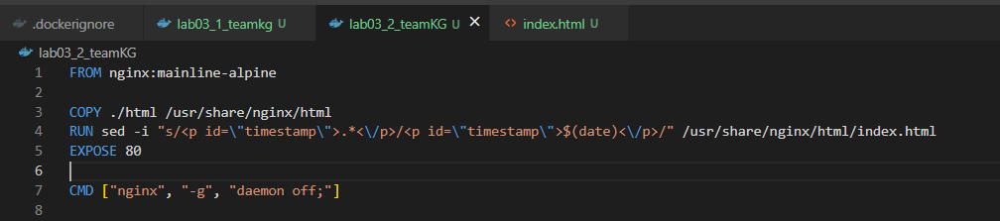 .dockerignore lab03_1_teamkg U lab03_2_teamKG U × <> index.html U
lab03_2_teamKG
1 FROM nginx:mainline-alpine
2
3 COPY ./html /usr/share/nginx/html
4 RUN sed -i "s/<p id=\"timestamp\">.*<\/p>/<p id=\"timestamp\">$(date)<\/p>/" /usr/share/nginx/html/index.html
5 EXPOSE 80
6
7 CMD ["nginx", "-g", "daemon off;"]
8